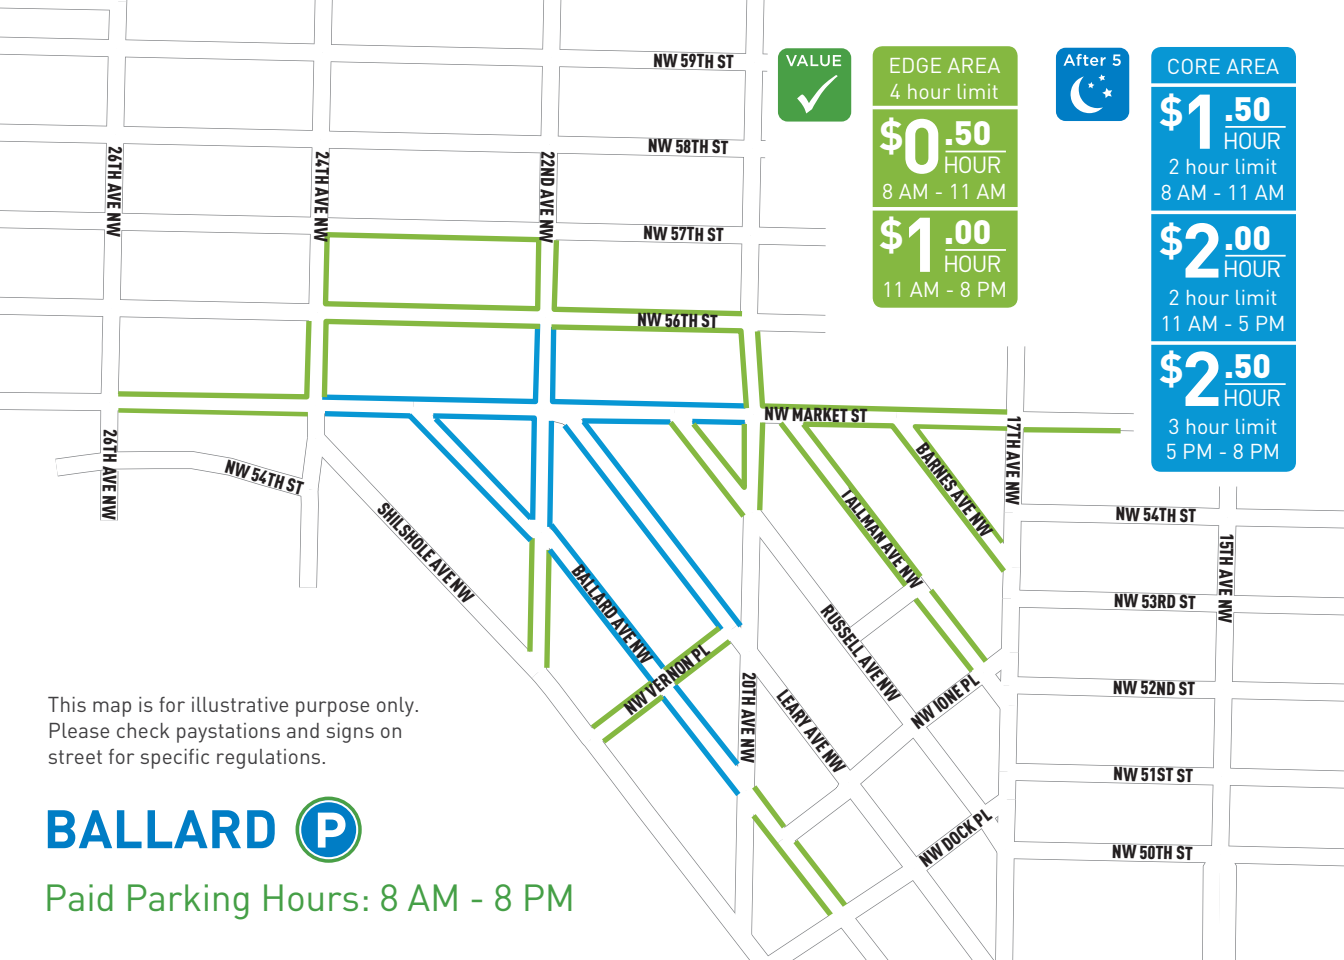 NW 59TH ST
NW 58TH ST
26TH AVE NW
24TH AVE NW
22ND AVE NW
NW 57TH ST
NW 56TH ST
NW MARKET ST
26TH AVE NW
NW 54TH ST
SHILSHOLE AVE NW
BALLARD AVE NW
NW VERNON PL
20TH AVE NW
LEARY AVE NW
RUSSELL AVE NW
TALLMAN AVE NW
BARNES AVE NW
17TH AVE NW
NW IONE PL
NW DOCK PL
NW 54TH ST
15TH AVE NW
NW 53RD ST
NW 52ND ST
NW 51ST ST
NW 50TH ST
VALUE
EDGE AREA
4 hour limit
$0.50
HOUR
8 AM - 11 AM
$1.00
HOUR
11 AM - 8 PM
After 5
CORE AREA
$1.50
HOUR
2 hour limit
8 AM - 11 AM
$2.00
HOUR
2 hour limit
11 AM - 5 PM
$2.50
HOUR
3 hour limit
5 PM - 8 PM
This map is for illustrative purpose only.
Please check paystations and signs on
street for specific regulations.
BALLARD P
Paid Parking Hours: 8 AM - 8 PM